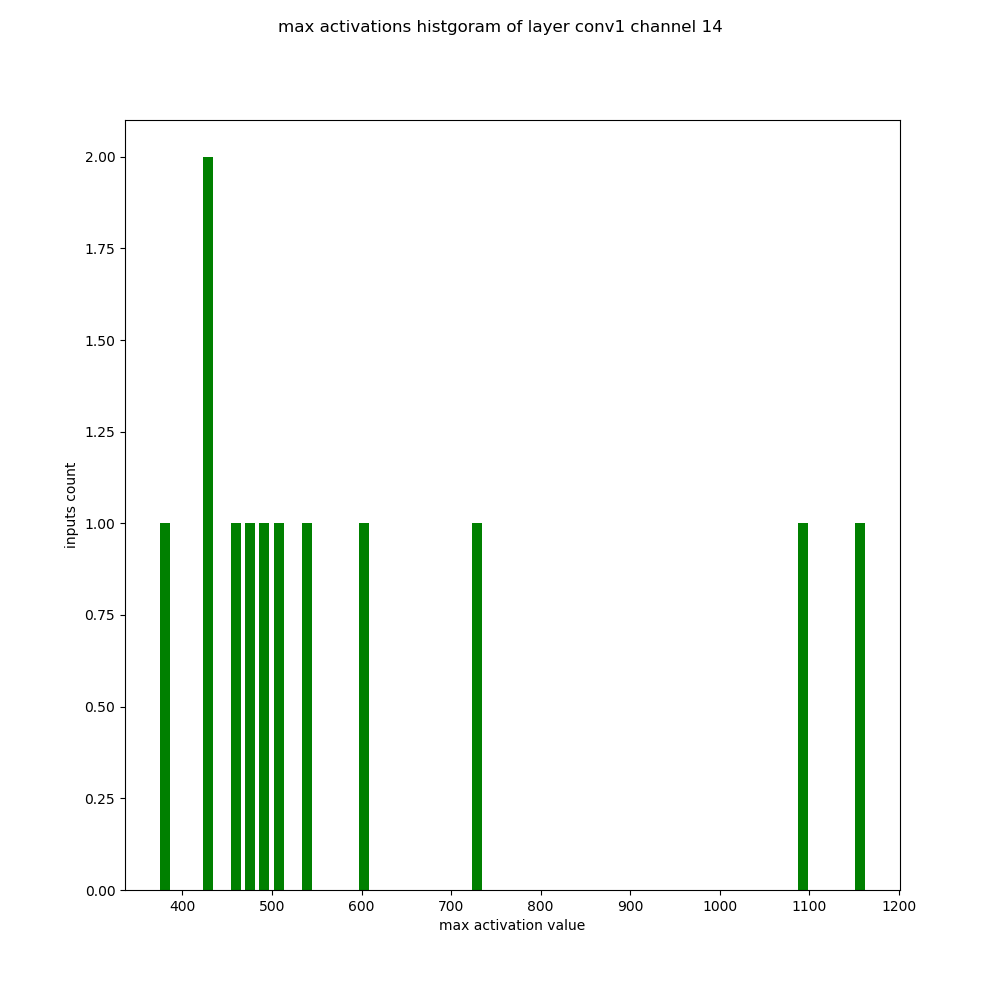 max activations histgoram of layer conv1 channel 14
2.00
1.75
1.50
1.25
1.00
0.75
0.50
0.25
0.00
inputs count
400 500 600 700 800 900 1000 1100 1200
max activation value